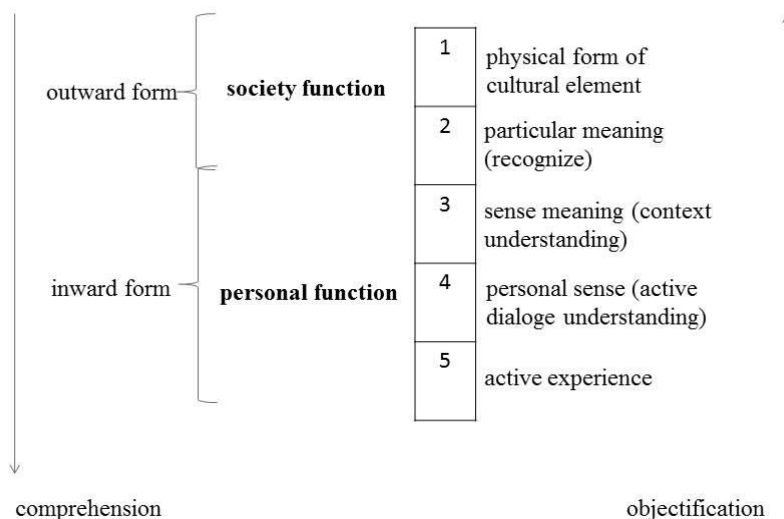 outward form
society function
1
physical form of
cultural element
2
particular meaning
(recognize)
3
sense meaning (context
understanding)
inward form
personal function
4
personal sense (active
dialoge understanding)
5
active experience
comprehension
objectification